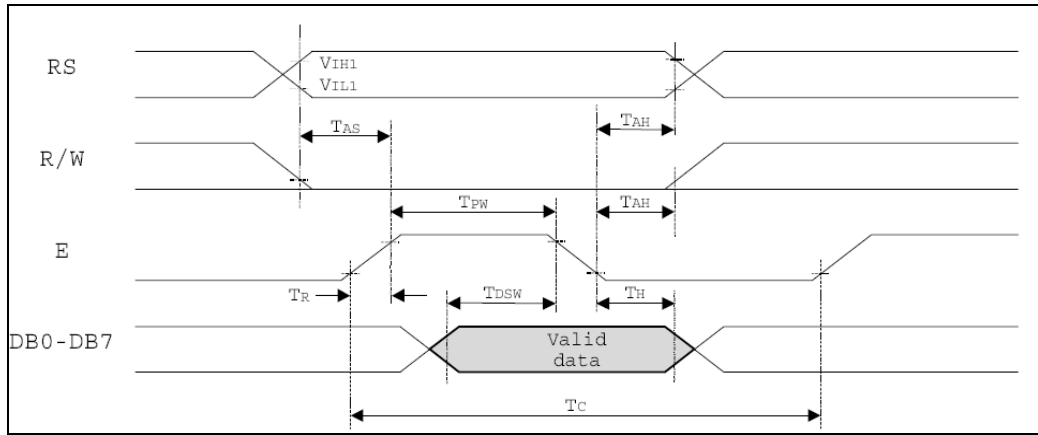 RS
VIH1
VIL1
TAS
TAH
R/W
TPW
TAH
E
TR
TDSW
TH
DB0-DB7
Valid
data
TC